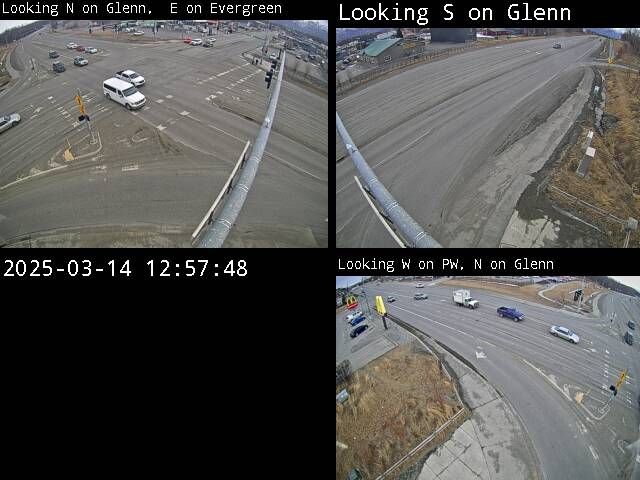 Looking N on Glenn,  E on Evergreen
Looking S on Glenn
2025-03-14 12:57:48
Looking W on PW, N on Glenn